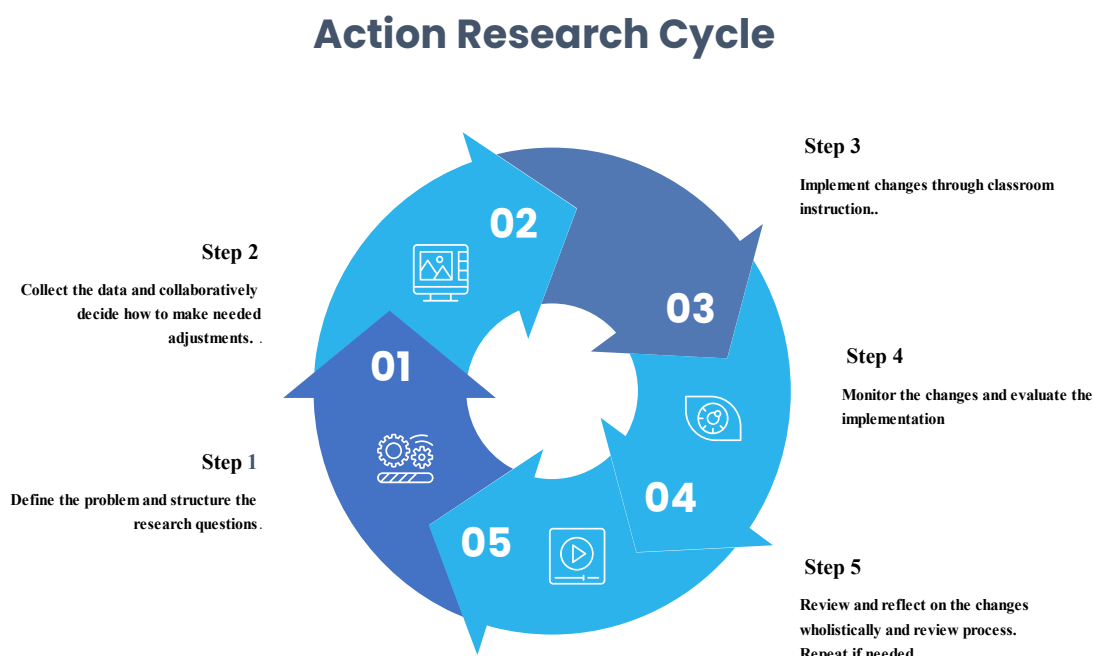 Action Research Cycle
Step 3
Implement changes through classroom
instruction..
Step 2
Collect the data and collaboratively
decide how to make needed
adjustments. .
Step 4
Monitor the changes and evaluate the
implementation
Step 1
Define the problem and structure the
research questions.
Step 5
Review and reflect on the changes
wholistically and review process.
Repeat if needed
02
03
01
04
05